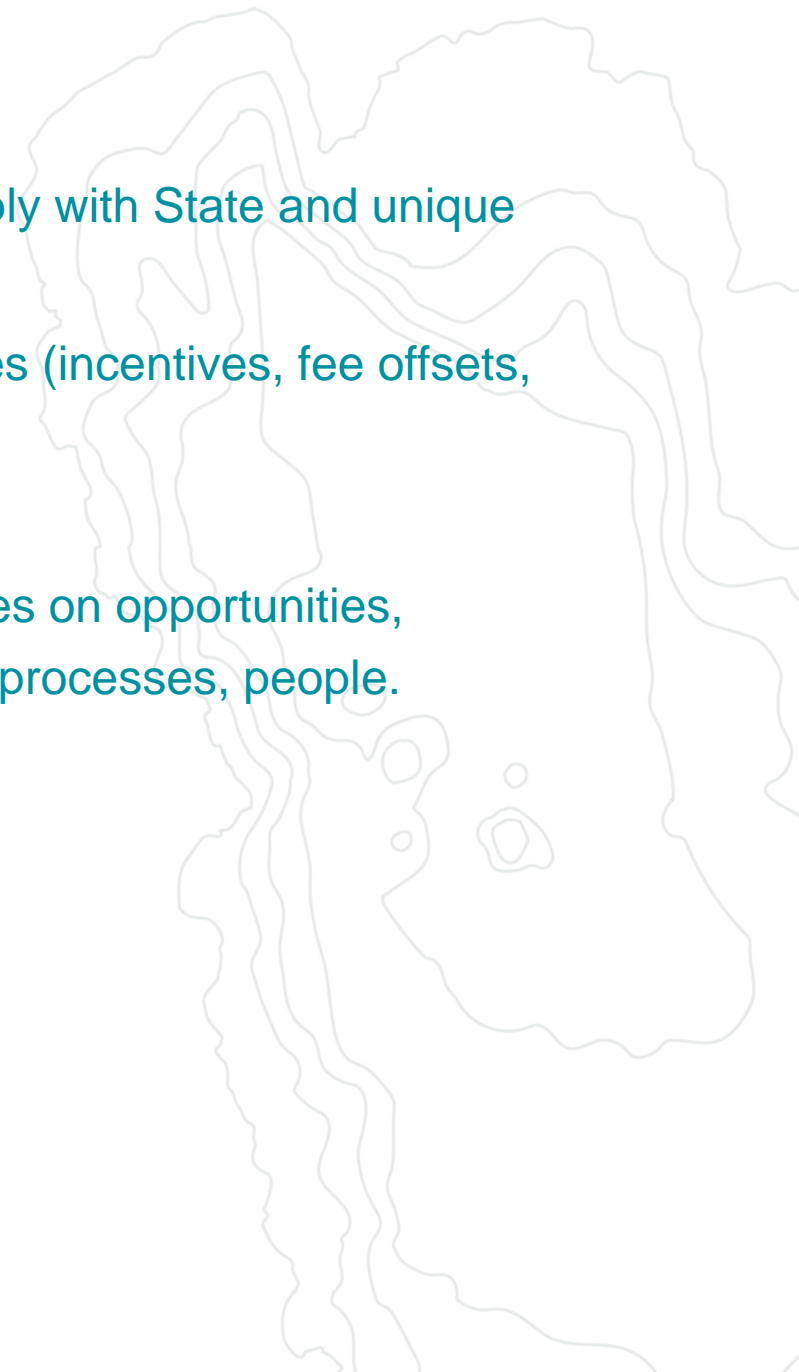 ly with State and unique
es (incentives, fee offsets,
es on opportunities,
processes, people.